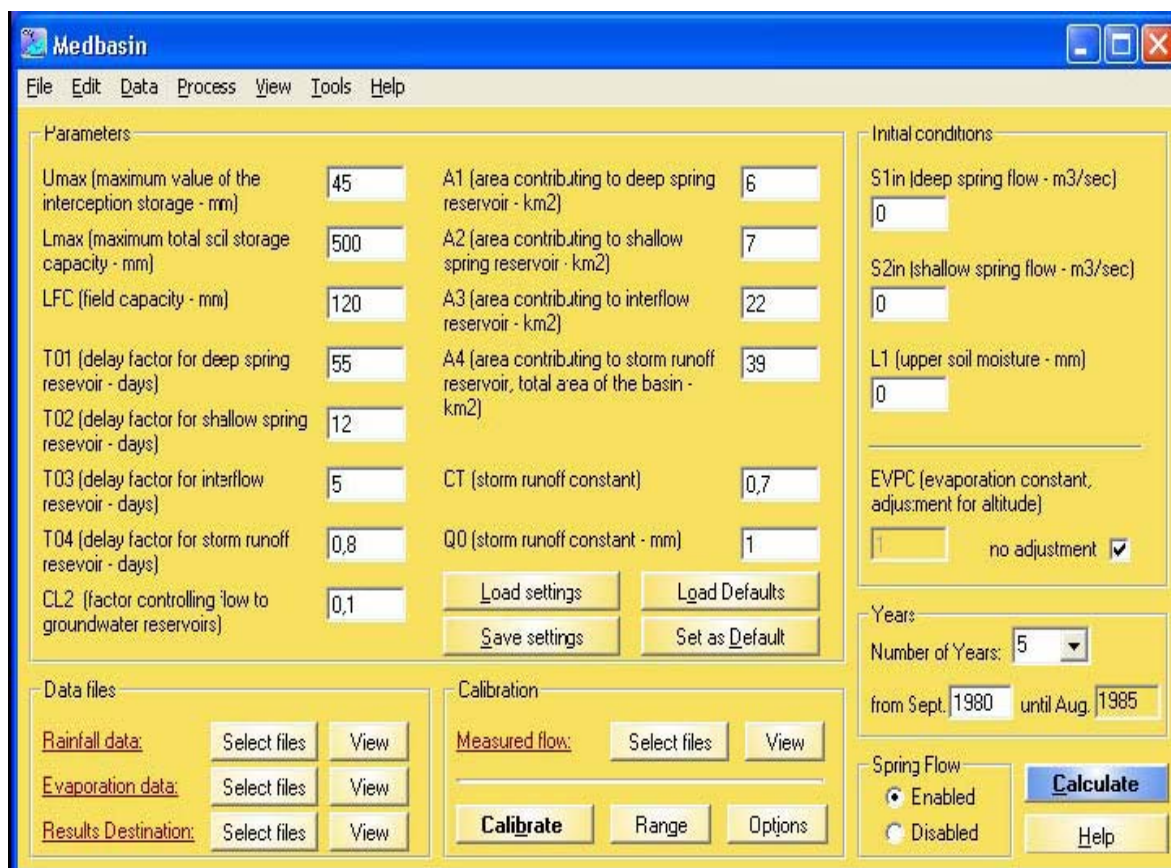 Medbasin
File Edit Data Process View Tools Help
Parameters
Umax (maximum value of the
interception storage - mm)
45
Lmax (maximum total soil storage
capacity - mm)
500
LFC (field capacity - mm)
120
T01 (delay factor for deep spring
resevoir - days)
55
T02 (delay factor for shallow spring
resevoir - days)
12
T03 (delay factor for interflow
resevoir - days)
5
T04 (delay factor for storm runoff
resevoir - days)
0,8
CL2 (factor controlling flow to
groundwater reservoirs)
0,1
A1 (area contributing to deep spring
reservoir - km2)
6
A2 (area contributing to shallow
spring reservoir - km2)
7
A3 (area contributing to interflow
reservoir - km2)
22
A4 (area contributing to storm runoff
reservoir, total area of the basin -
km2)
39
CT (storm runoff constant)
0,7
Q0 (storm runoff constant - mm)
1
Load settings Load Defaults
Save settings Set as Default
Initial conditions
S1in (deep spring flow - m3/sec)
0
S2in (shallow spring flow - m3/sec)
0
L1 (upper soil moisture - mm)
0
EVPC (evaporation constant,
adjustment for altitude)
1 no adjustment
Years
Number of Years: 5
from Sept. 1980 until Aug. 1985
Data files
Rainfall data: Select files View
Evaporation data: Select files View
Results Destination: Select files View
Calibration
Measured flow: Select files View
Calibrate Range Options
Spring Flow
Enabled
Disabled
Calculate
Help